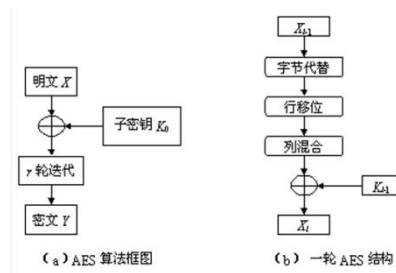 明文 X
子密钥 K₀
r 轮迭代
密文 Y
(a) AES 算法框图
Xᵢ₋₁
字节代替
行移位
列混合
Kᵢ₋₁
Xᵢ
(b) 一轮 AES 结构